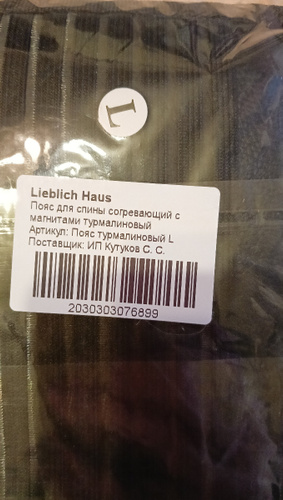 L
Lieblich Haus
Пояс для спины согревающий с
магнитами турмалиновый
Артикул: Пояс турмалиновый L
Поставщик: ИП Кутуков С. С.
2030303076899